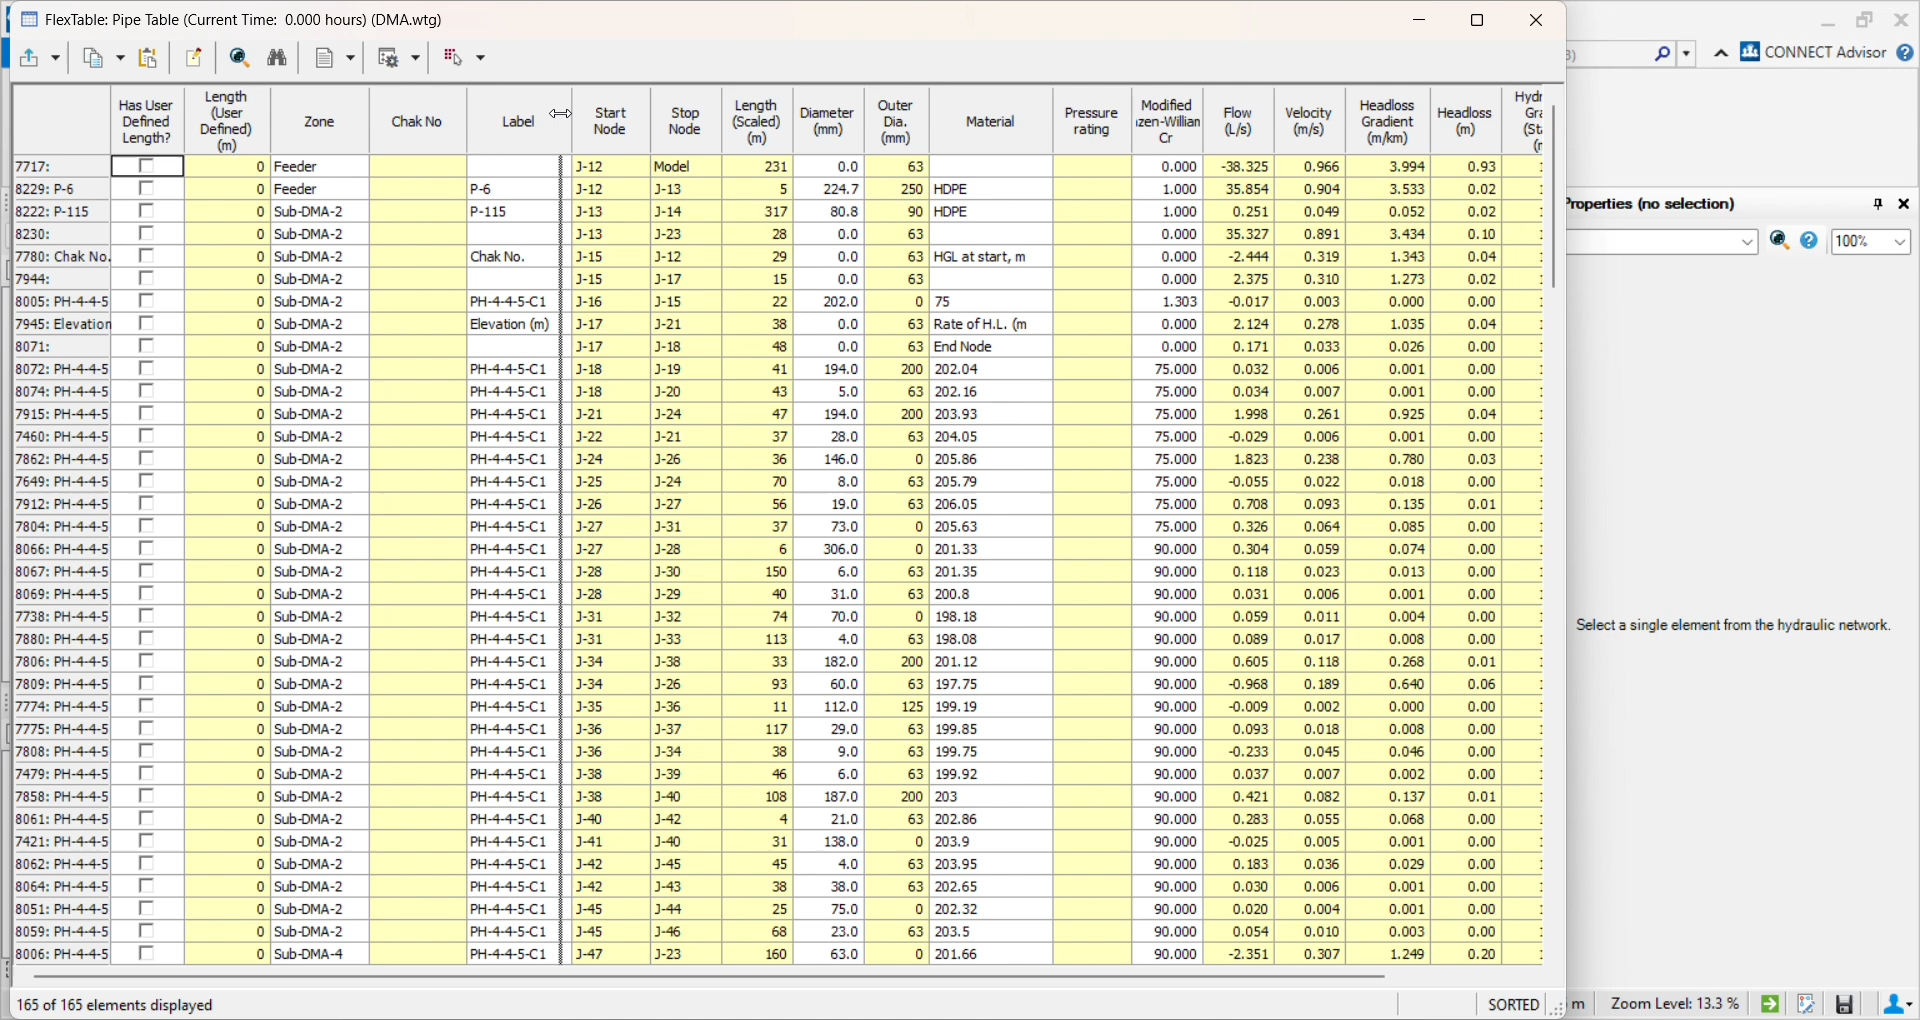 FlexTable: Pipe Table (Current Time: 0.000 hours) (DMA.wtg)
CONNECT Advisor
Has User Defined Length? Length (User Defined) (m) Zone Chak No Label Start Node Stop Node Length (Scaled) (m) Diameter (mm) Outer Dia. (mm) Material Pressure rating Modified Cr Flow (L/s) Velocity (m/s) Headloss Gradient (m/km) Headloss (m)
7717: 0 Feeder J-12 Model 231 0.0 63 0.000 -38.325 0.966 3.994 0.93
8229: P-6 0 Feeder P-6 J-12 J-13 5 224.7 250 HDPE 1.000 35.854 0.904 3.533 0.02
8222: P-115 0 Sub-DMA-2 P-115 J-13 J-14 317 80.8 90 HDPE 1.000 0.251 0.049 0.052 0.02
8230: 0 Sub-DMA-2 J-13 J-23 28 0.0 63 0.000 35.327 0.891 3.434 0.10
7780: Chak No. 0 Sub-DMA-2 Chak No. J-15 J-12 29 0.0 63 HGL at start, m 0.000 -2.444 0.319 1.343 0.04
7944: 0 Sub-DMA-2 J-15 J-17 15 0.0 63 0.000 2.375 0.310 1.273 0.02
8005: PH-4-4-5 0 Sub-DMA-2 PH-4-4-5-C1 J-16 J-15 22 202.0 0 75 1.303 -0.017 0.003 0.000 0.00
7945: Elevation 0 Sub-DMA-2 Elevation (m) J-17 J-21 38 0.0 63 Rate of H.L. (m 0.000 2.124 0.278 1.035 0.04
8071: 0 Sub-DMA-2 J-17 J-18 48 0.0 63 End Node 0.000 0.171 0.033 0.026 0.00
8072: PH-4-4-5 0 Sub-DMA-2 PH-4-4-5-C1 J-18 J-19 41 194.0 200 202.04 75.000 0.032 0.006 0.001 0.00
8074: PH-4-4-5 0 Sub-DMA-2 PH-4-4-5-C1 J-18 J-20 43 5.0 63 202.16 75.000 0.034 0.007 0.001 0.00
7915: PH-4-4-5 0 Sub-DMA-2 PH-4-4-5-C1 J-21 J-24 47 194.0 200 203.93 75.000 1.998 0.261 0.925 0.04
7460: PH-4-4-5 0 Sub-DMA-2 PH-4-4-5-C1 J-22 J-21 37 28.0 63 204.05 75.000 -0.029 0.006 0.001 0.00
7862: PH-4-4-5 0 Sub-DMA-2 PH-4-4-5-C1 J-24 J-26 36 146.0 0 205.86 75.000 1.823 0.238 0.780 0.03
7649: PH-4-4-5 0 Sub-DMA-2 PH-4-4-5-C1 J-25 J-24 70 8.0 63 205.79 75.000 -0.055 0.022 0.018 0.00
7912: PH-4-4-5 0 Sub-DMA-2 PH-4-4-5-C1 J-26 J-27 56 19.0 63 206.05 75.000 0.708 0.093 0.135 0.01
7804: PH-4-4-5 0 Sub-DMA-2 PH-4-4-5-C1 J-27 J-31 37 73.0 0 205.63 75.000 0.326 0.064 0.085 0.00
8066: PH-4-4-5 0 Sub-DMA-2 PH-4-4-5-C1 J-27 J-28 6 306.0 0 201.33 90.000 0.304 0.059 0.074 0.00
8067: PH-4-4-5 0 Sub-DMA-2 PH-4-4-5-C1 J-28 J-30 150 6.0 63 201.35 90.000 0.118 0.023 0.013 0.00
8069: PH-4-4-5 0 Sub-DMA-2 PH-4-4-5-C1 J-28 J-29 40 31.0 63 200.8 90.000 0.031 0.006 0.001 0.00
7738: PH-4-4-5 0 Sub-DMA-2 PH-4-4-5-C1 J-31 J-32 74 70.0 0 198.18 90.000 0.059 0.011 0.004 0.00
7880: PH-4-4-5 0 Sub-DMA-2 PH-4-4-5-C1 J-31 J-33 113 4.0 63 198.08 90.000 0.089 0.017 0.008 0.00
7806: PH-4-4-5 0 Sub-DMA-2 PH-4-4-5-C1 J-34 J-38 33 182.0 200 201.12 90.000 0.605 0.118 0.268 0.01
7809: PH-4-4-5 0 Sub-DMA-2 PH-4-4-5-C1 J-34 J-26 93 60.0 63 197.75 90.000 -0.968 0.189 0.640 0.06
7774: PH-4-4-5 0 Sub-DMA-2 PH-4-4-5-C1 J-35 J-36 11 112.0 125 199.19 90.000 -0.009 0.002 0.000 0.00
7775: PH-4-4-5 0 Sub-DMA-2 PH-4-4-5-C1 J-36 J-37 117 29.0 63 199.85 90.000 0.093 0.018 0.008 0.00
7808: PH-4-4-5 0 Sub-DMA-2 PH-4-4-5-C1 J-36 J-34 38 9.0 63 199.75 90.000 -0.233 0.045 0.046 0.00
7479: PH-4-4-5 0 Sub-DMA-2 PH-4-4-5-C1 J-38 J-39 46 6.0 63 199.92 90.000 0.037 0.007 0.002 0.00
7858: PH-4-4-5 0 Sub-DMA-2 PH-4-4-5-C1 J-38 J-40 108 187.0 200 203 90.000 0.421 0.082 0.137 0.01
8061: PH-4-4-5 0 Sub-DMA-2 PH-4-4-5-C1 J-40 J-42 4 21.0 63 202.86 90.000 0.283 0.055 0.068 0.00
7421: PH-4-4-5 0 Sub-DMA-2 PH-4-4-5-C1 J-41 J-40 31 138.0 0 203.9 90.000 -0.025 0.005 0.001 0.00
8062: PH-4-4-5 0 Sub-DMA-2 PH-4-4-5-C1 J-42 J-45 45 4.0 63 203.95 90.000 0.183 0.036 0.029 0.00
8064: PH-4-4-5 0 Sub-DMA-2 PH-4-4-5-C1 J-42 J-43 38 38.0 63 202.65 90.000 0.030 0.006 0.001 0.00
8051: PH-4-4-5 0 Sub-DMA-2 PH-4-4-5-C1 J-45 J-44 25 75.0 0 202.32 90.000 0.020 0.004 0.001 0.00
8059: PH-4-4-5 0 Sub-DMA-2 PH-4-4-5-C1 J-45 J-46 68 23.0 63 203.5 90.000 0.054 0.010 0.003 0.00
8006: PH-4-4-5 0 Sub-DMA-4 PH-4-4-5-C1 J-47 J-23 160 63.0 0 201.66 90.000 -2.351 0.307 1.249 0.20
165 of 165 elements displayed
SORTED
Properties (no selection)
100%
Select a single element from the hydraulic network.
m Zoom Level: 13.3 %